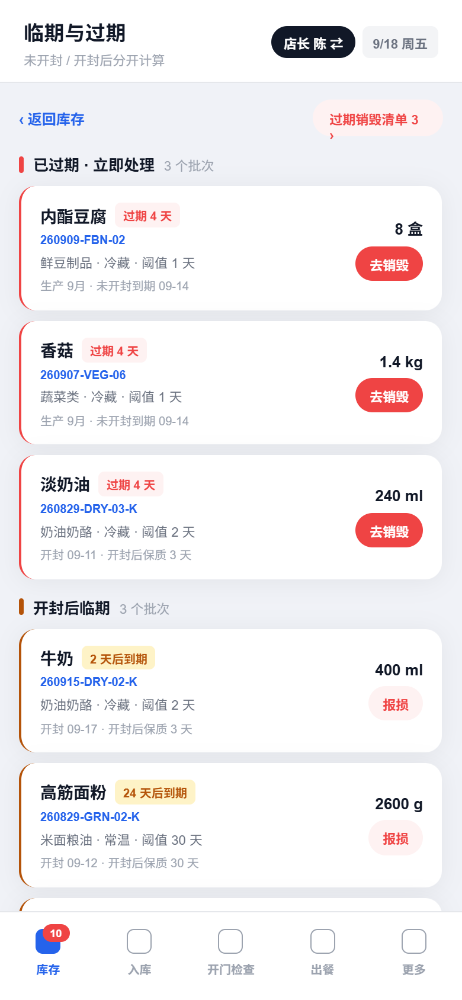 临期与过期
未开封 / 开封后分开计算
店长 陈 ⇄
9/18 周五
‹ 返回库存
过期销毁清单 3
›
已过期 · 立即处理 3 个批次
内酯豆腐 过期 4 天
260909-FBN-02
鲜豆制品 · 冷藏 · 阈值 1 天
生产 9月 · 未开封到期 09-14
8 盒
去销毁
香菇 过期 4 天
260907-VEG-06
蔬菜类 · 冷藏 · 阈值 1 天
生产 9月 · 未开封到期 09-14
1.4 kg
去销毁
淡奶油 过期 4 天
260829-DRY-03-K
奶油奶酪 · 冷藏 · 阈值 2 天
开封 09-11 · 开封后保质 3 天
240 ml
去销毁
开封后临期 3 个批次
牛奶 2 天后到期
260915-DRY-02-K
奶油奶酪 · 冷藏 · 阈值 2 天
开封 09-17 · 开封后保质 3 天
400 ml
报损
高筋面粉 24 天后到期
260829-GRN-02-K
米面粮油 · 常温 · 阈值 30 天
开封 09-12 · 开封后保质 30 天
2600 g
报损
10
库存
入库
开门检查
出餐
更多